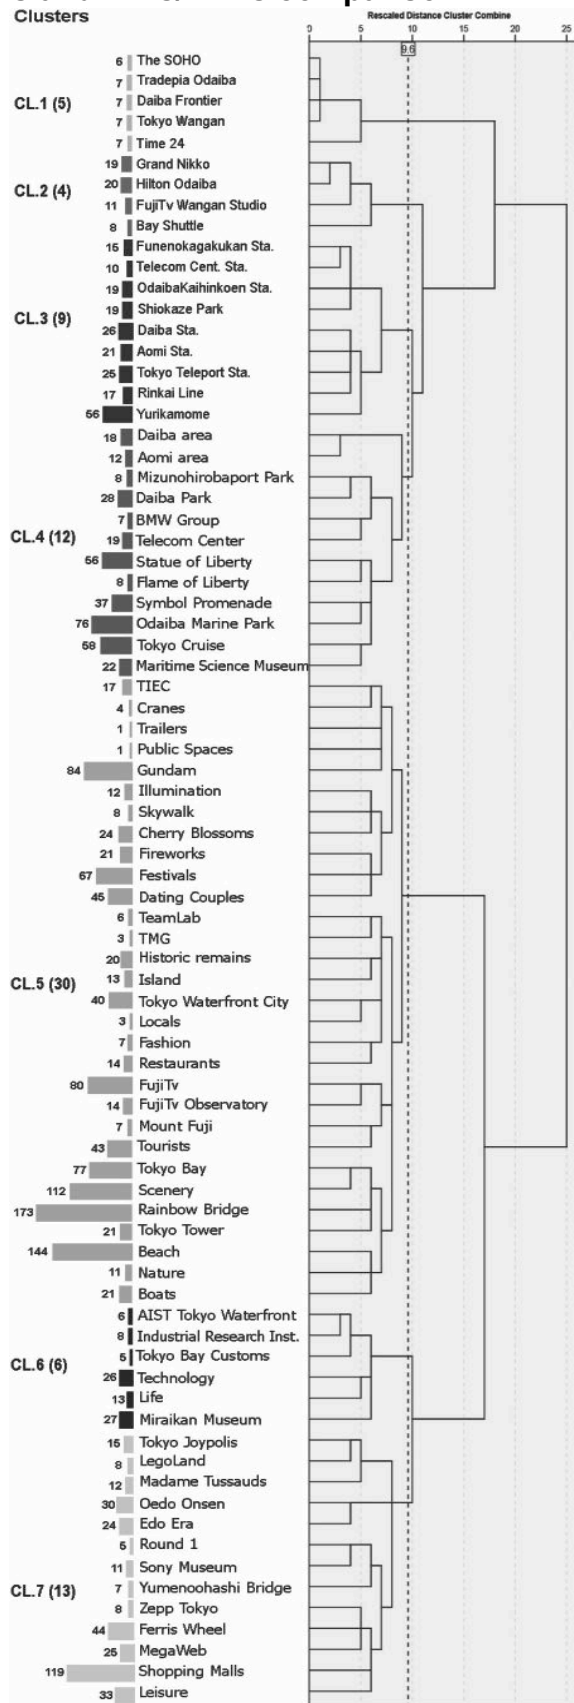 Clusters
Rescaled Distance Cluster Combine
0 5 10 15 20 25
9.6
6 The SOHO
7 Tradepia Odaiba
CL.1 (5)
7 Daiba Frontier
7 Tokyo Wangan
7 Time 24
19 Grand Nikko
CL.2 (4)
20 Hilton Odaiba
11 FujiTv Wangan Studio
8 Bay Shuttle
15 Funenokagakukan Sta.
10 Telecom Cent. Sta.
19 OdaibaKaihinkoen Sta.
CL.3 (9)
19 Shiokaze Park
26 Daiba Sta.
21 Aomi Sta.
25 Tokyo Teleport Sta.
17 Rinkai Line
56 Yurikamome
18 Daiba area
12 Aomi area
8 Mizunohirobaport Park
28 Daiba Park
7 BMW Group
CL.4 (12)
19 Telecom Center
56 Statue of Liberty
8 Flame of Liberty
37 Symbol Promenade
76 Odaiba Marine Park
58 Tokyo Cruise
22 Maritime Science Museum
17 TIEC
4 Cranes
1 Trailers
1 Public Spaces
84 Gundam
12 Illumination
8 Skywalk
24 Cherry Blossoms
21 Fireworks
67 Festivals
45 Dating Couples
6 TeamLab
3 TMG
20 Historic remains
CL.5 (30)
13 Island
40 Tokyo Waterfront City
3 Locals
7 Fashion
14 Restaurants
80 FujiTv
14 FujiTv Observatory
7 Mount Fuji
43 Tourists
77 Tokyo Bay
112 Scenery
173 Rainbow Bridge
21 Tokyo Tower
144 Beach
11 Nature
21 Boats
6 AIST Tokyo Waterfront
8 Industrial Research Inst.
CL.6 (6)
5 Tokyo Bay Customs
26 Technology
13 Life
27 Miraikan Museum
15 Tokyo Joypolis
8 LegoLand
12 Madame Tussauds
30 Oedo Onsen
24 Edo Era
5 Round 1
11 Sony Museum
CL.7 (13)
7 Yumenoohashi Bridge
8 Zepp Tokyo
44 Ferris Wheel
25 MegaWeb
119 Shopping Malls
33 Leisure